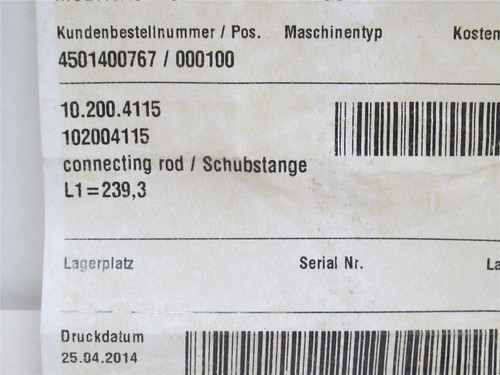 Kundenbestellnummer / Pos. Maschinentyp Kosten
4501400767 / 000100
10.200.4115
102004115
connecting rod / Schubstange
L1=239,3
Lagerplatz Serial Nr. La
Druckdatum
25.04.2014